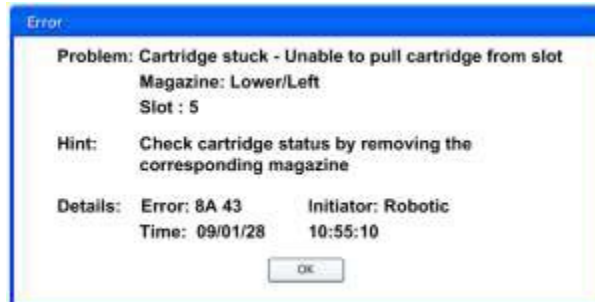 Error
Problem: Cartridge stuck - Unable to pull cartridge from slot
Magazine: Lower/Left
Slot : 5
Hint: Check cartridge status by removing the
corresponding magazine
Details: Error: 8A 43 Initiator: Robotic
Time: 09/01/28 10:55:10
OK